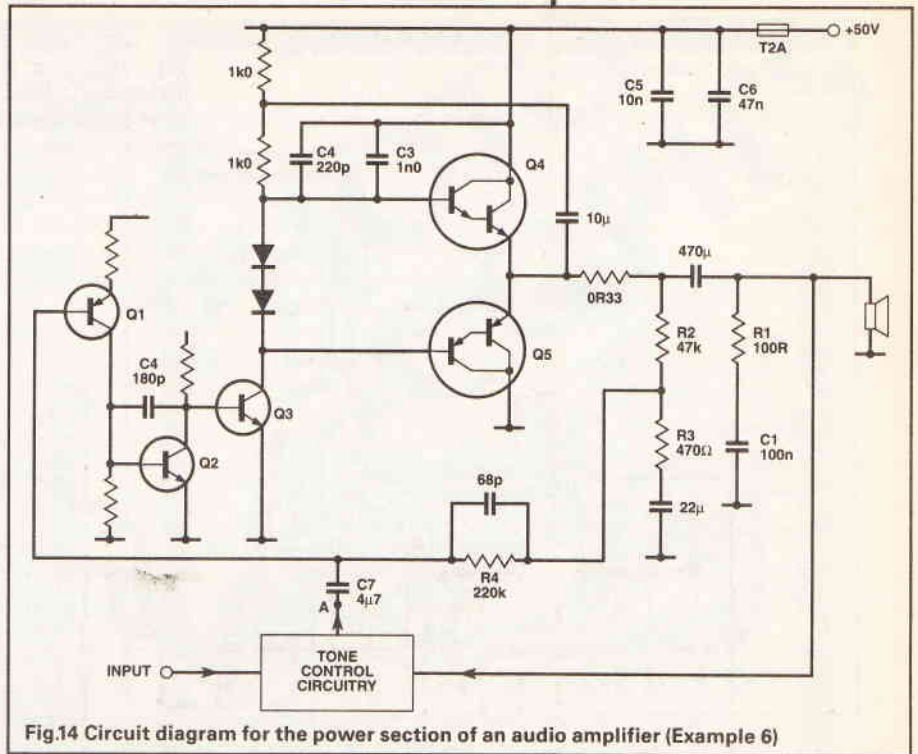 +50V
T2A
1k0
C5
10n
C6
47n
1k0
C4
220p
C3
1n0
Q4
10µ
470µ
0R33
Q1
R2
47k
R1
100R
Q5
C4
180p
Q3
Q2
R3
470Ω
C1
100n
68p
22µ
R4
220k
C7
4µ7
A
INPUT
TONE
CONTROL
CIRCUITRY
Fig.14 Circuit diagram for the power section of an audio amplifier (Example 6)